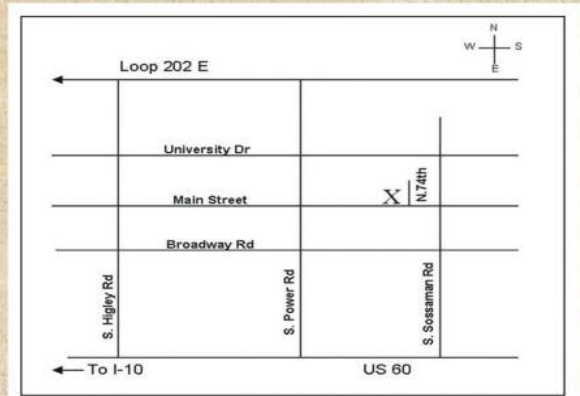 N
W S
E
Loop 202 E
University Dr
Main Street
X
N.74th
Broadway Rd
S. Higley Rd
S. Power Rd
S. Sossaman Rd
To I-10
US 60